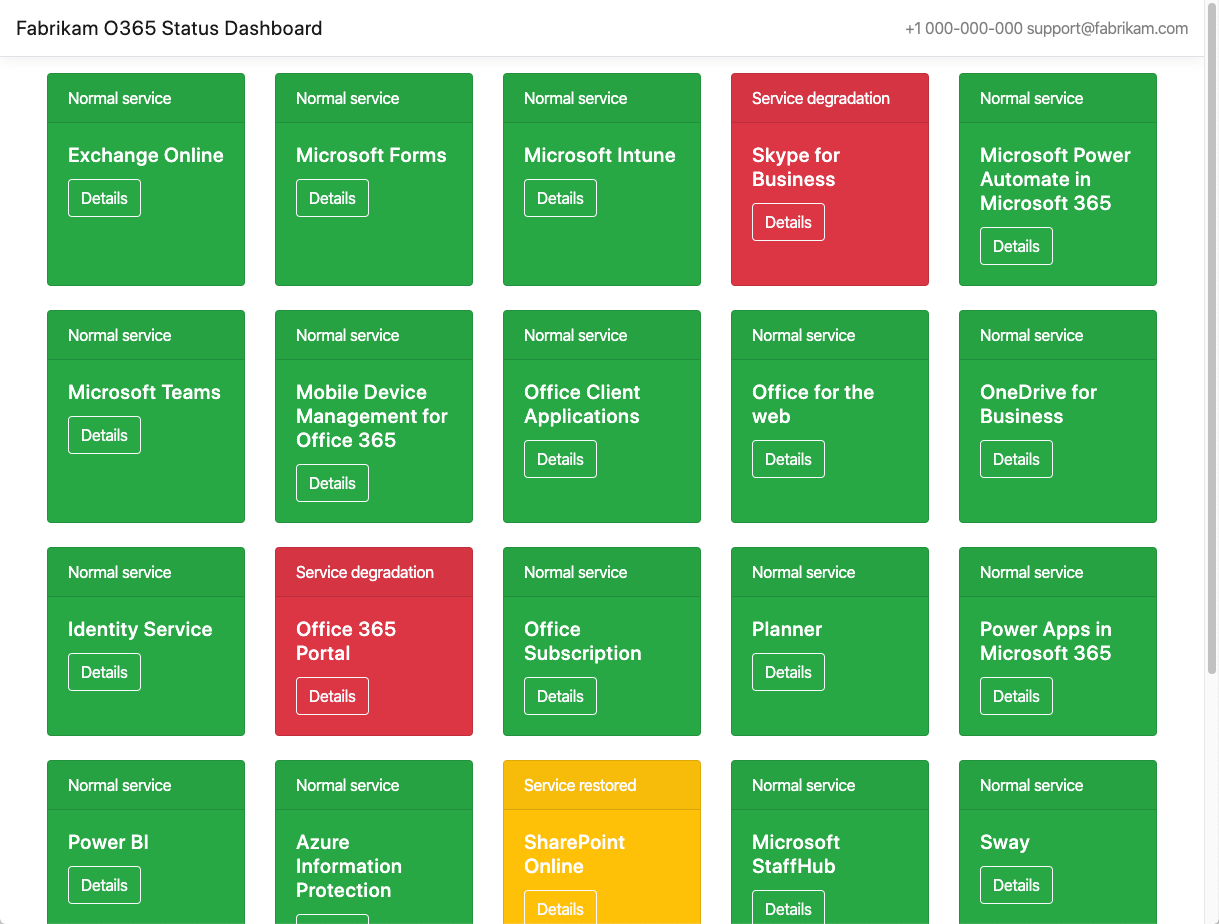 Fabrikam O365 Status Dashboard
+1 000-000-000 support@fabrikam.com
Normal service
Exchange Online
Details
Normal service
Microsoft Forms
Details
Normal service
Microsoft Intune
Details
Service degradation
Skype for
Business
Details
Normal service
Microsoft Power
Automate in
Microsoft 365
Details
Normal service
Microsoft Teams
Details
Normal service
Mobile Device
Management for
Office 365
Details
Normal service
Office Client
Applications
Details
Normal service
Office for the
web
Details
Normal service
OneDrive for
Business
Details
Normal service
Identity Service
Details
Service degradation
Office 365
Portal
Details
Normal service
Office
Subscription
Details
Normal service
Planner
Details
Normal service
Power Apps in
Microsoft 365
Details
Normal service
Power BI
Details
Normal service
Azure
Information
Protection
Service restored
SharePoint
Online
Details
Normal service
Microsoft
StaffHub
Details
Normal service
Sway
Details